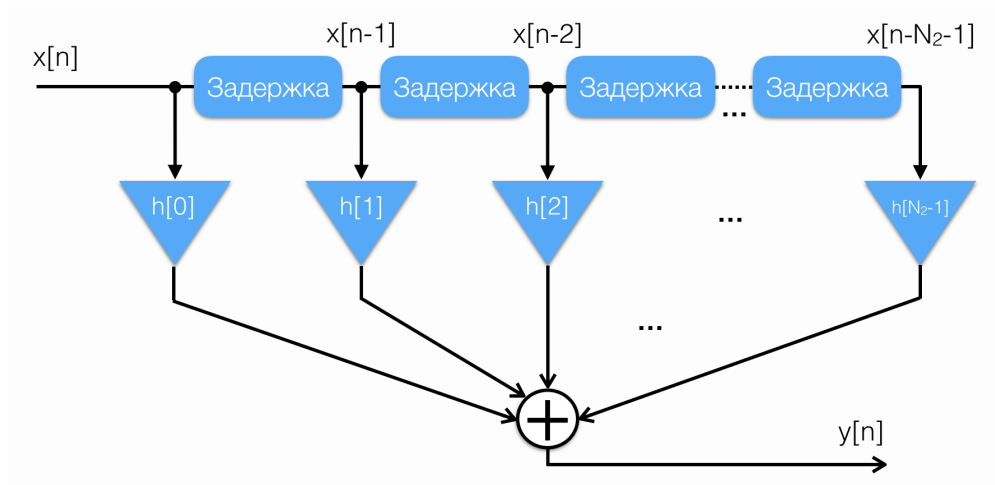 x[n] x[n-1] x[n-2] x[n-N₂-1]
Задержка Задержка Задержка ...... Задержка
...
h[0] h[1] h[2] ... h[N₂-1]
...
+
y[n]